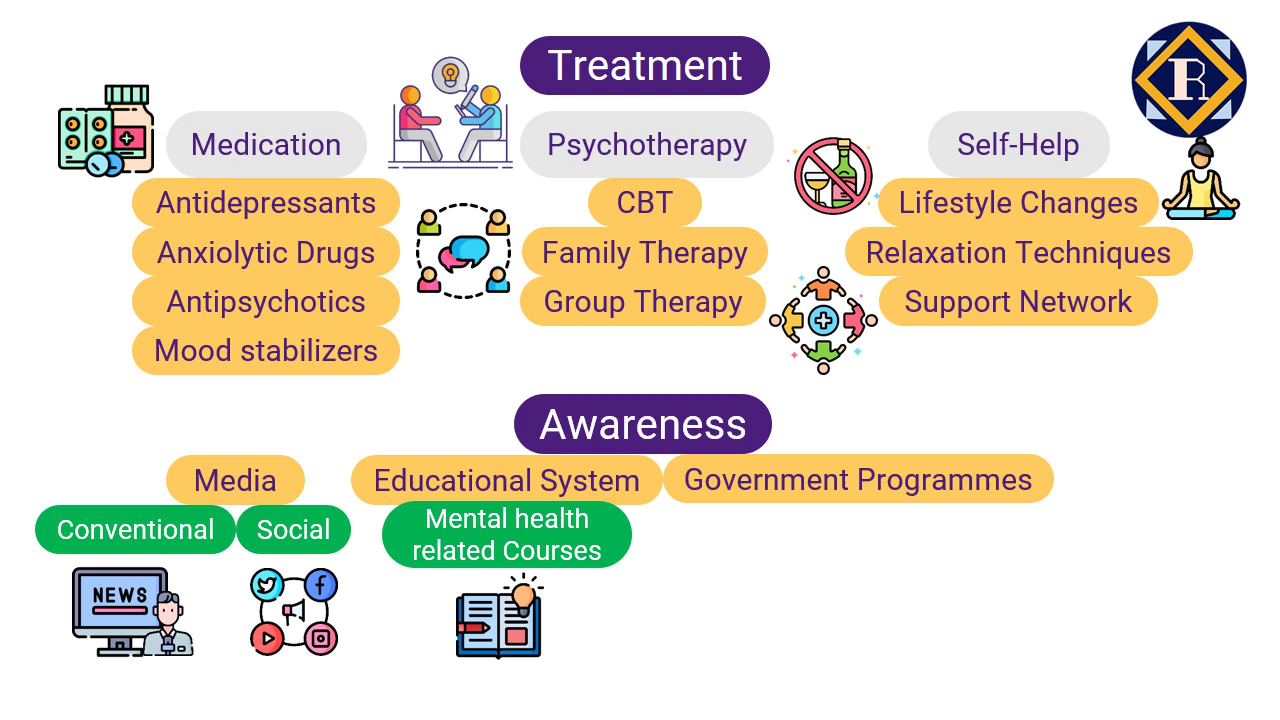 Treatment
Medication
Psychotherapy
Self-Help
Antidepressants
CBT
Lifestyle Changes
Anxiolytic Drugs
Family Therapy
Relaxation Techniques
Antipsychotics
Group Therapy
Support Network
Mood stabilizers
Awareness
Media
Educational System
Government Programmes
Conventional
Social
Mental health
related Courses
NEWS